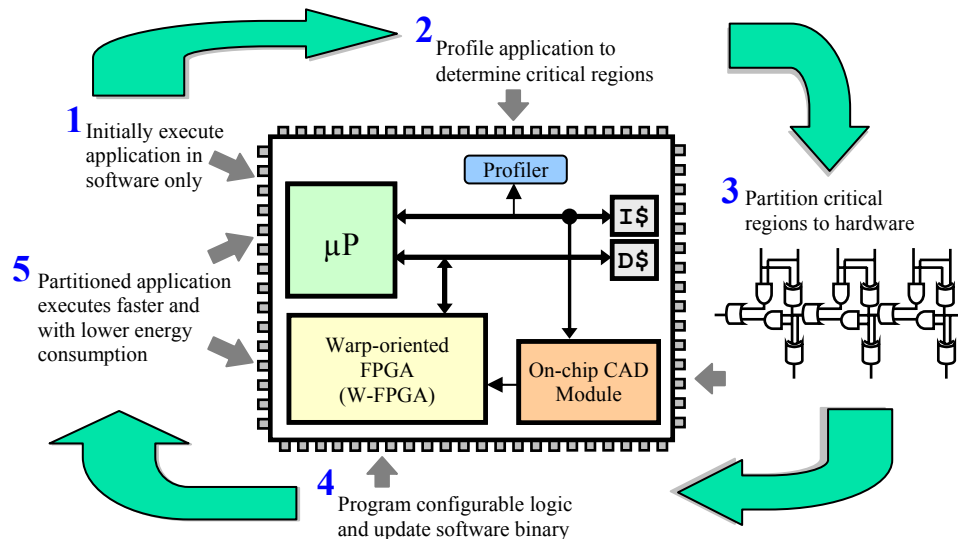 1 Initially execute
application in
software only
2 Profile application to
determine critical regions
3 Partition critical
regions to hardware
4 Program configurable logic
and update software binary
5 Partitioned application
executes faster and
with lower energy
consumption
Profiler
µP
I$
D$
Warp-oriented
FPGA
(W-FPGA)
On-chip CAD
Module